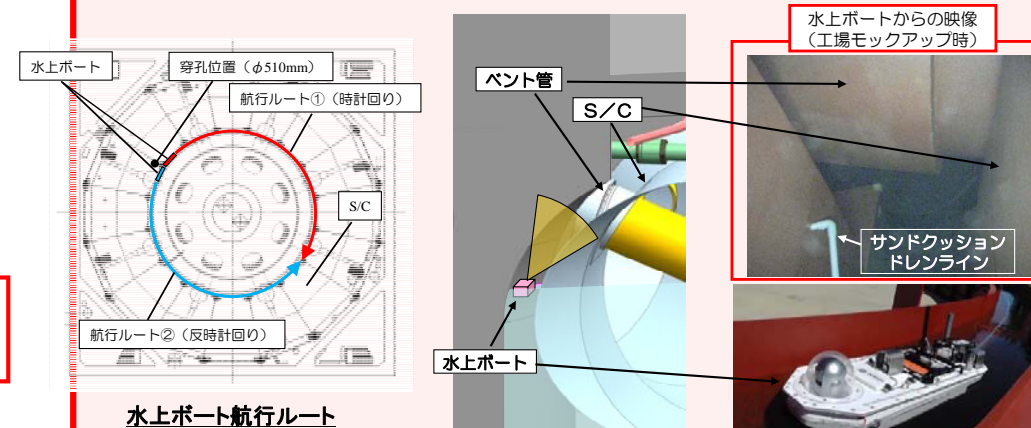 水上ボート
穿孔位置（φ510mm）
航行ルート①（時計回り）
S/C
航行ルート②（反時計回り）
水上ボート航行ルート
ベント管
S／C
水上ボート
水上ボートからの映像
（工場モックアップ時）
サンドクッション
ドレンライン